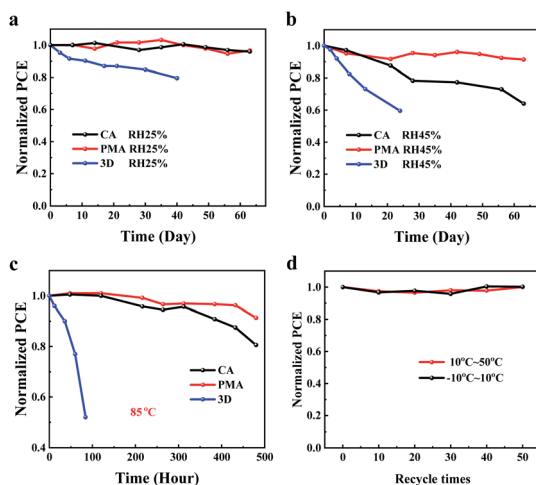 a
Normalized PCE
1.0
0.8
0.6
0.4
0.2
0.0
CA RH25%
PMA RH25%
3D RH25%
0 10 20 30 40 50 60
Time (Day)
b
Normalized PCE
1.0
0.8
0.6
0.4
0.2
0.0
CA RH45%
PMA RH45%
3D RH45%
0 10 20 30 40 50 60
Time (Day)
c
Normalized PCE
1.0
0.8
0.6
0.4
CA
PMA
3D
85 °C
0 100 200 300 400 500
Time (Hour)
d
Normalized PCE
1.0
0.8
0.6
0.4
0.2
0.0
10°C~50°C
-10°C~10°C
0 10 20 30 40 50
Recycle times